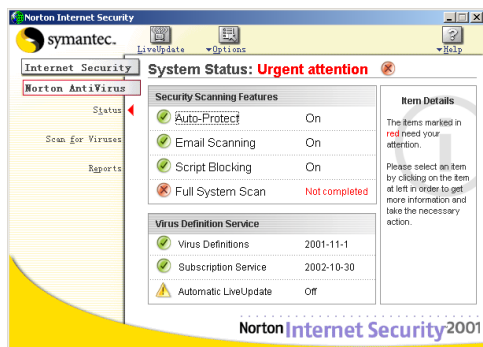 Norton Internet Security
symantec.
LiveUpdate
Options
Help
Internet Security
Norton AntiVirus
Status
Scan for Viruses
Reports
System Status: Urgent attention
Security Scanning Features
Auto-Protect On
Email Scanning On
Script Blocking On
Full System Scan Not completed
Virus Definition Service
Virus Definitions 2001-11-1
Subscription Service 2002-10-30
Automatic LiveUpdate Off
Item Details
The items marked in
red need your
attention.
Please select an item
by clicking on the item
at left in order to get
more information and
take the necessary
action.
Norton Internet Security 2001